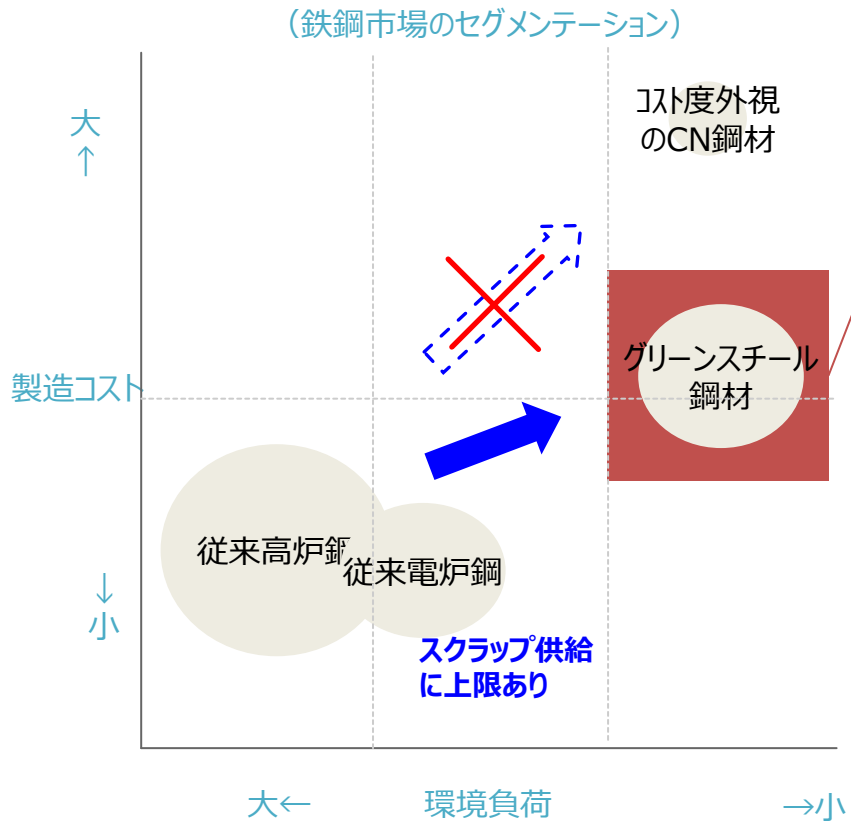 （鉄鋼市場のセグメンテーション）
コスト度外視
のCN鋼材
大
↑
グリーンスチール
鋼材
製造コスト
従来高炉鋼
従来電炉鋼
↓
小
スクラップ供給
に上限あり
大← 環境負荷 →小